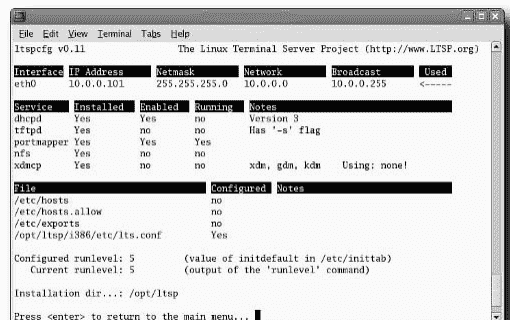 File Edit View Terminal Tabs Help
ltspcfg v0.11 The Linux Terminal Server Project (http://www.LTSP.org)
Interface IP Address Netmask Network Broadcast Used
eth0 10.0.0.101 255.255.255.0 10.0.0.0 10.0.0.255 <-----
Service Installed Enabled Running Notes
dhcpd Yes Yes no Version 3
tftpd Yes no no Has '-s' flag
portmapper Yes Yes Yes
nfs Yes no no
xdmcp Yes no no xdm, gdm, kdm Using: none!
File Configured Notes
/etc/hosts no
/etc/hosts.allow no
/etc/exports no
/opt/ltsp/i386/etc/lts.conf Yes
Configured runlevel: 5 (value of initdefault in /etc/inittab)
Current runlevel: 5 (output of the 'runlevel' command)
Installation dir...: /opt/ltsp
Press <enter> to return to the main menu...